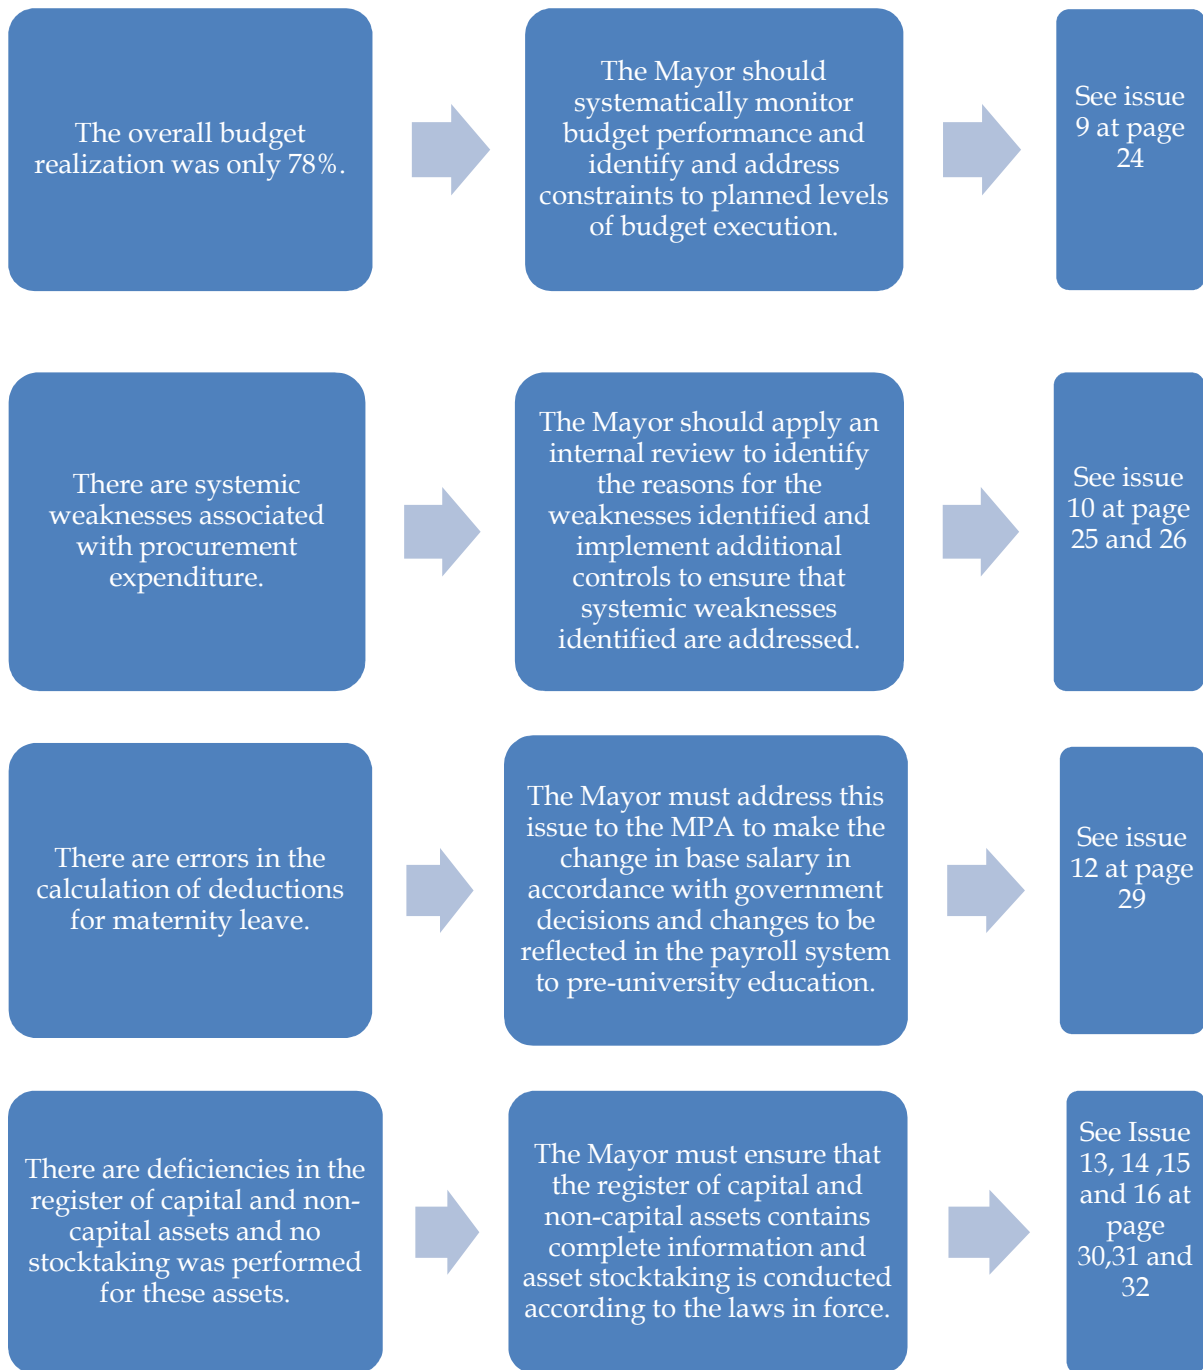 The overall budget
realization was only 78%.
The Mayor should
systematically monitor
budget performance and
identify and address
constraints to planned levels
of budget execution.
See issue
9 at page
24
There are systemic
weaknesses associated
with procurement
expenditure.
The Mayor should apply an
internal review to identify
the reasons for the
weaknesses identified and
implement additional
controls to ensure that
systemic weaknesses
identified are addressed.
See issue
10 at page
25 and 26
There are errors in the
calculation of deductions
for maternity leave.
The Mayor must address this
issue to the MPA to make the
change in base salary in
accordance with government
decisions and changes to be
reflected in the payroll system
to pre-university education.
See issue
12 at page
29
There are deficiencies in the
register of capital and non-
capital assets and no
stocktaking was performed
for these assets.
The Mayor must ensure that
the register of capital and
non-capital assets contains
complete information and
asset stocktaking is conducted
according to the laws in force.
See Issue
13, 14 ,15
and 16 at
page
30,31 and
32